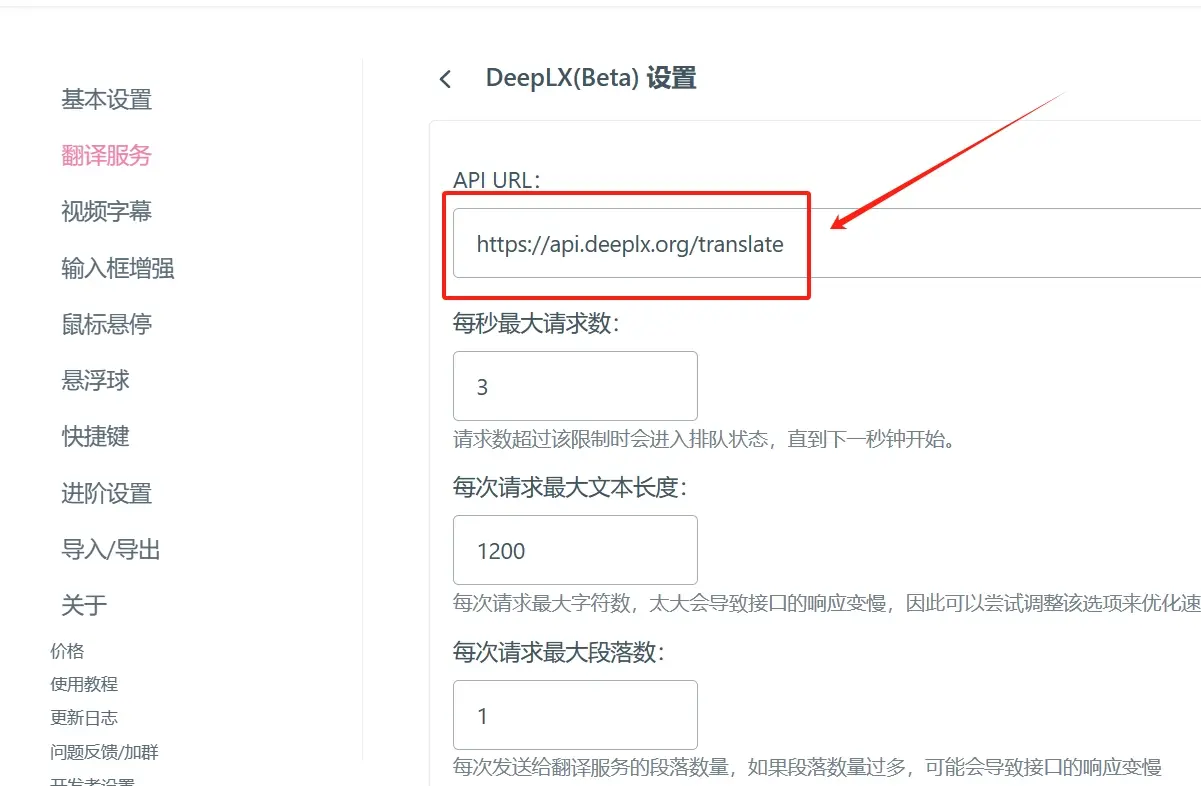 基本设置
翻译服务
视频字幕
输入框增强
鼠标悬停
悬浮球
快捷键
进阶设置
导入/导出
关于
价格
使用教程
更新日志
问题反馈/加群
开发者设置
DeepLX(Beta) 设置
API URL:
https://api.deeplx.org/translate
每秒最大请求数:
3
请求数超过该限制时会进入排队状态，直到下一秒钟开始。
每次请求最大文本长度:
1200
每次请求最大字符数，太大会导致接口的响应变慢，因此可以尝试调整该选项来优化速
每次请求最大段落数:
1
每次发送给翻译服务的段落数量，如果段落数量过多，可能会导致接口的响应变慢